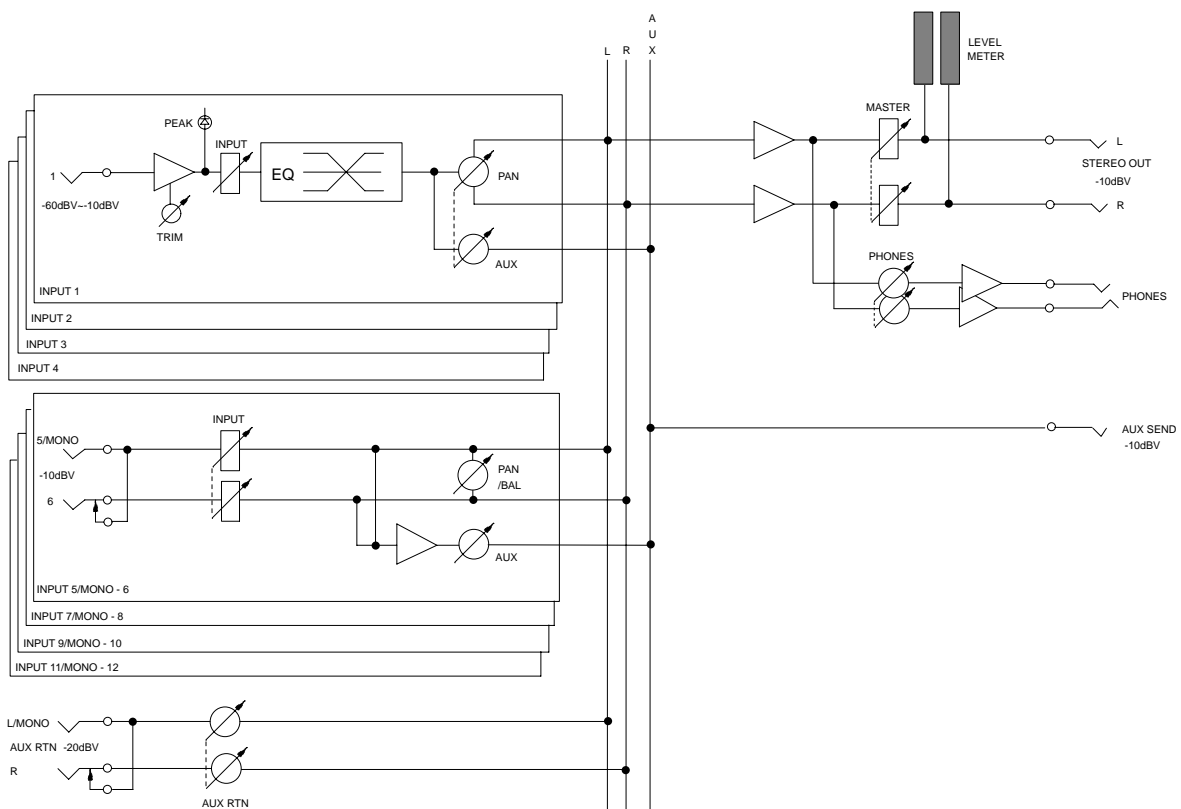 A
U
X
L R
LEVEL
METER
PEAK
INPUT
1
-60dBV~-10dBV
TRIM
EQ
PAN
AUX
INPUT 1
INPUT 2
INPUT 3
INPUT 4
MASTER
L
STEREO OUT
-10dBV
R
PHONES
PHONES
AUX SEND
-10dBV
INPUT
5/MONO
-10dBV
6
PAN
/BAL
AUX
INPUT 5/MONO - 6
INPUT 7/MONO - 8
INPUT 9/MONO - 10
INPUT 11/MONO - 12
L/MONO
AUX RTN -20dBV
R
AUX RTN